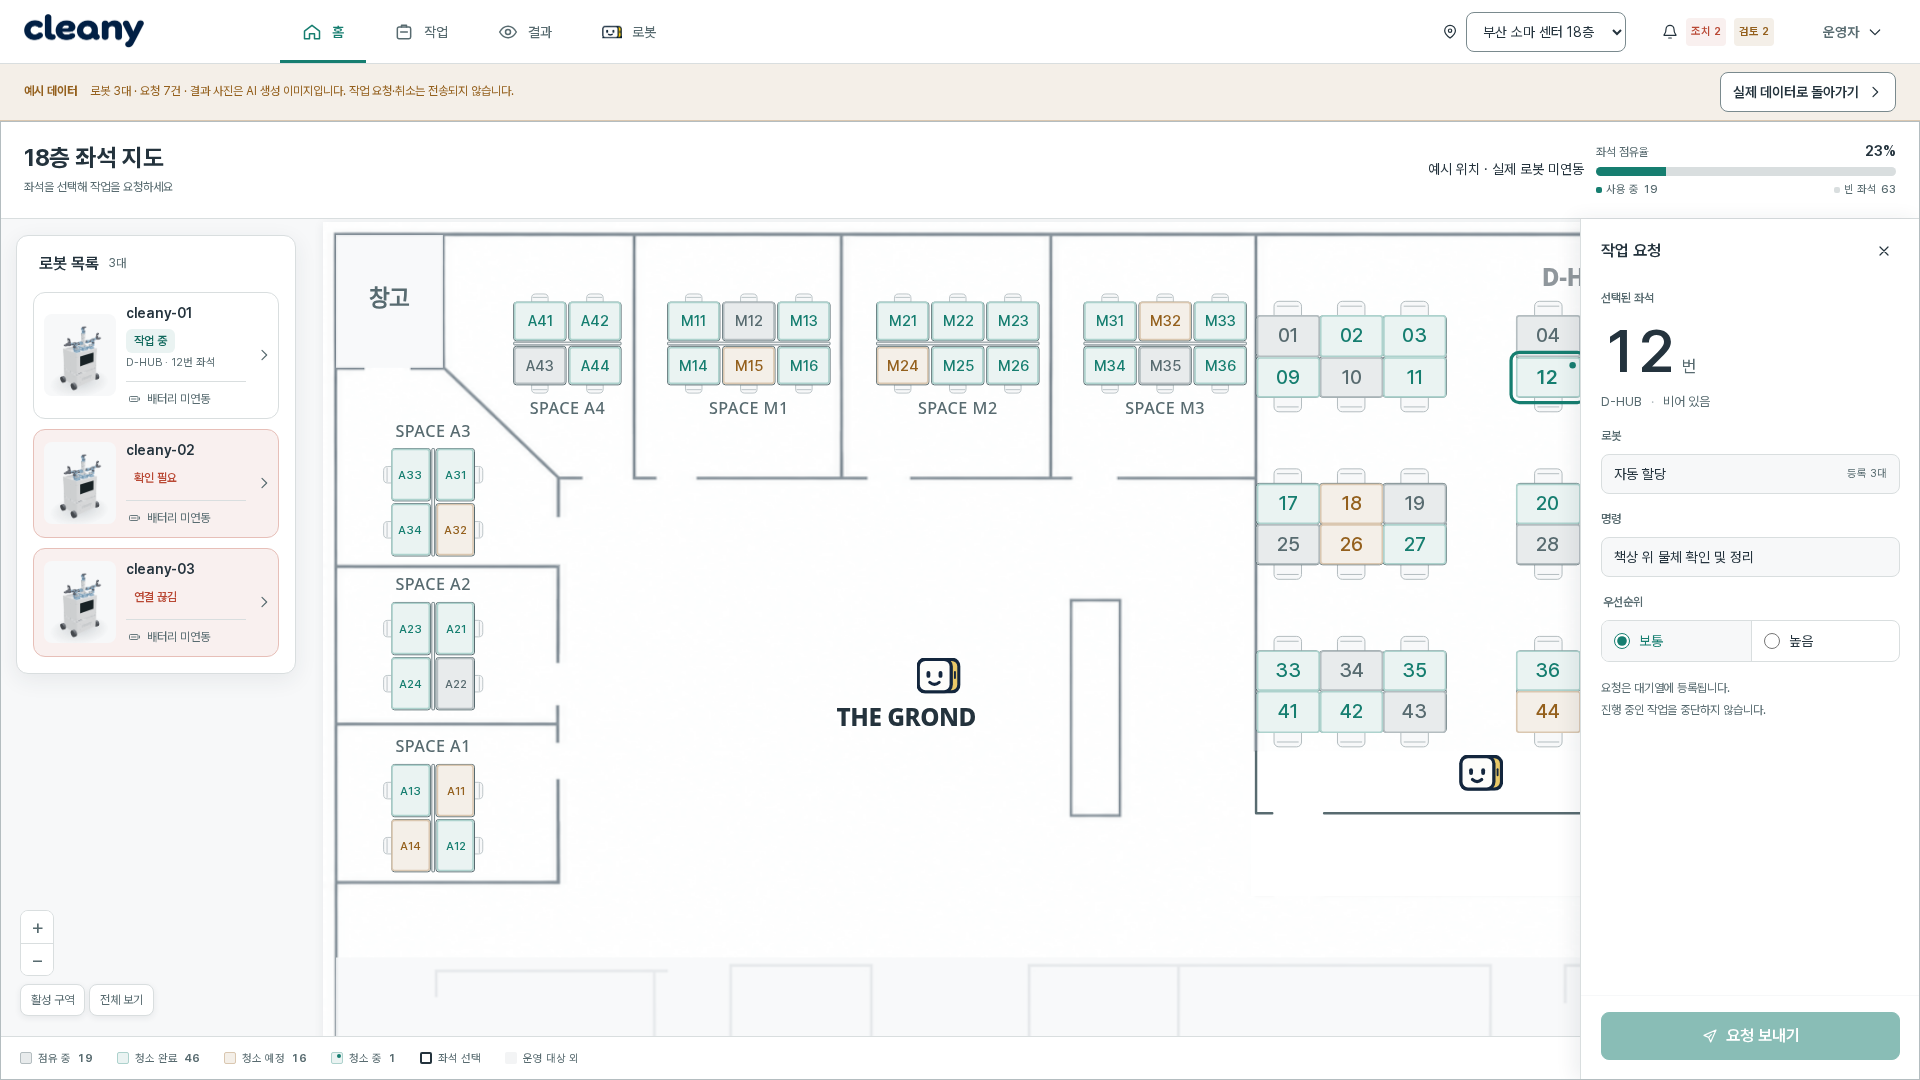 cleany
홈
작업
결과
로봇
부산 소마 센터 18층
조치 2
검토 2
운영자
예시 데이터 로봇 3대 · 요청 7건 · 결과 사진은 AI 생성 이미지입니다. 작업 요청·취소는 전송되지 않습니다.
실제 데이터로 돌아가기
18층 좌석 지도
좌석을 선택해 작업을 요청하세요
예시 위치 · 실제 로봇 미연동
좌석 점유율 23%
사용 중 19
빈 좌석 63
로봇 목록 3대
cleany-01
작업 중
D-HUB · 12번 좌석
배터리 미연동
cleany-02
확인 필요
배터리 미연동
cleany-03
연결 끊김
배터리 미연동
+
−
활성 구역
전체 보기
창고
A41 A42
A43 A44
SPACE A4
M11 M12 M13
M14 M15 M16
SPACE M1
M21 M22 M23
M24 M25 M26
SPACE M2
M31 M32 M33
M34 M35 M36
SPACE M3
SPACE A3
A33 A31
A34 A32
SPACE A2
A23 A21
A24 A22
SPACE A1
A13 A11
A14 A12
THE GROND
D-H
01 02 03 04
09 10 11 12
17 18 19 20
25 26 27 28
33 34 35 36
41 42 43 44
작업 요청
선택된 좌석
12 번
D-HUB · 비어 있음
로봇
자동 할당 등록 3대
명령
책상 위 물체 확인 및 정리
우선순위
보통
높음
요청은 대기열에 등록됩니다.
진행 중인 작업을 중단하지 않습니다.
요청 보내기
점유 중 19
청소 완료 46
청소 예정 16
청소 중 1
좌석 선택
운영 대상 외